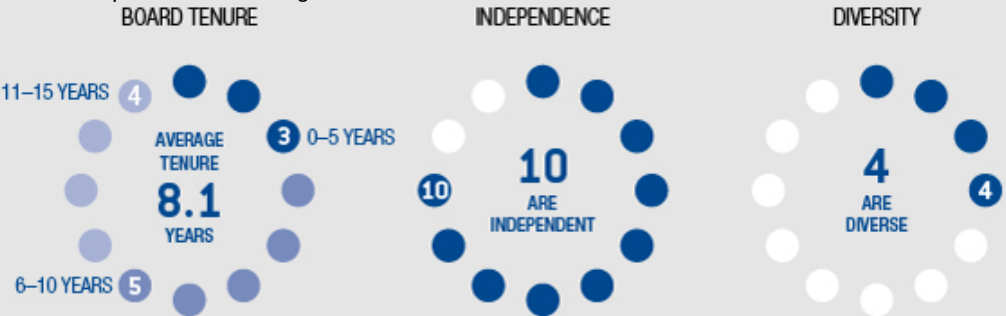 BOARD TENURE
11–15 YEARS 4
AVERAGE
TENURE
8.1
YEARS
3 0–5 YEARS
6–10 YEARS 5
INDEPENDENCE
10
10
ARE
INDEPENDENT
DIVERSITY
4
ARE
DIVERSE
4